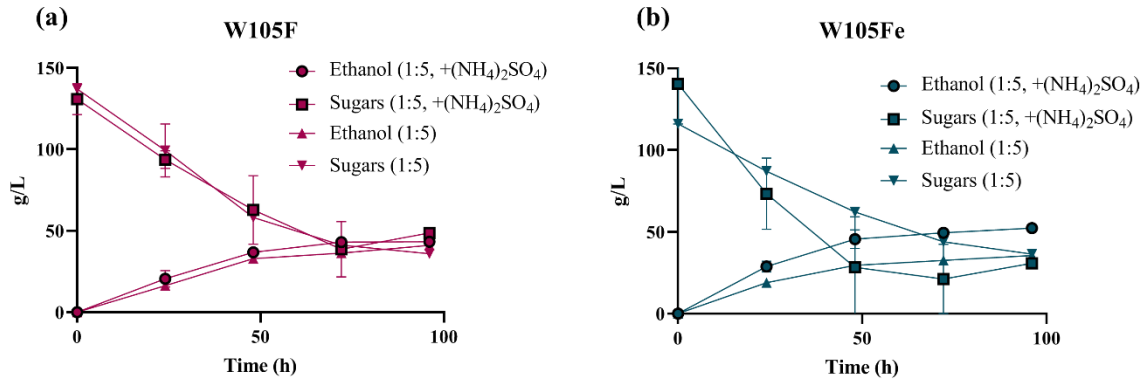 (a)
W105F
Ethanol (1:5, +(NH4)2SO4)
Sugars (1:5, +(NH4)2SO4)
Ethanol (1:5)
Sugars (1:5)
g/L
150
100
50
0
0
50
100
Time (h)
(b)
W105Fe
Ethanol (1:5, +(NH4)2SO4)
Sugars (1:5, +(NH4)2SO4)
Ethanol (1:5)
Sugars (1:5)
g/L
150
100
50
0
0
50
100
Time (h)